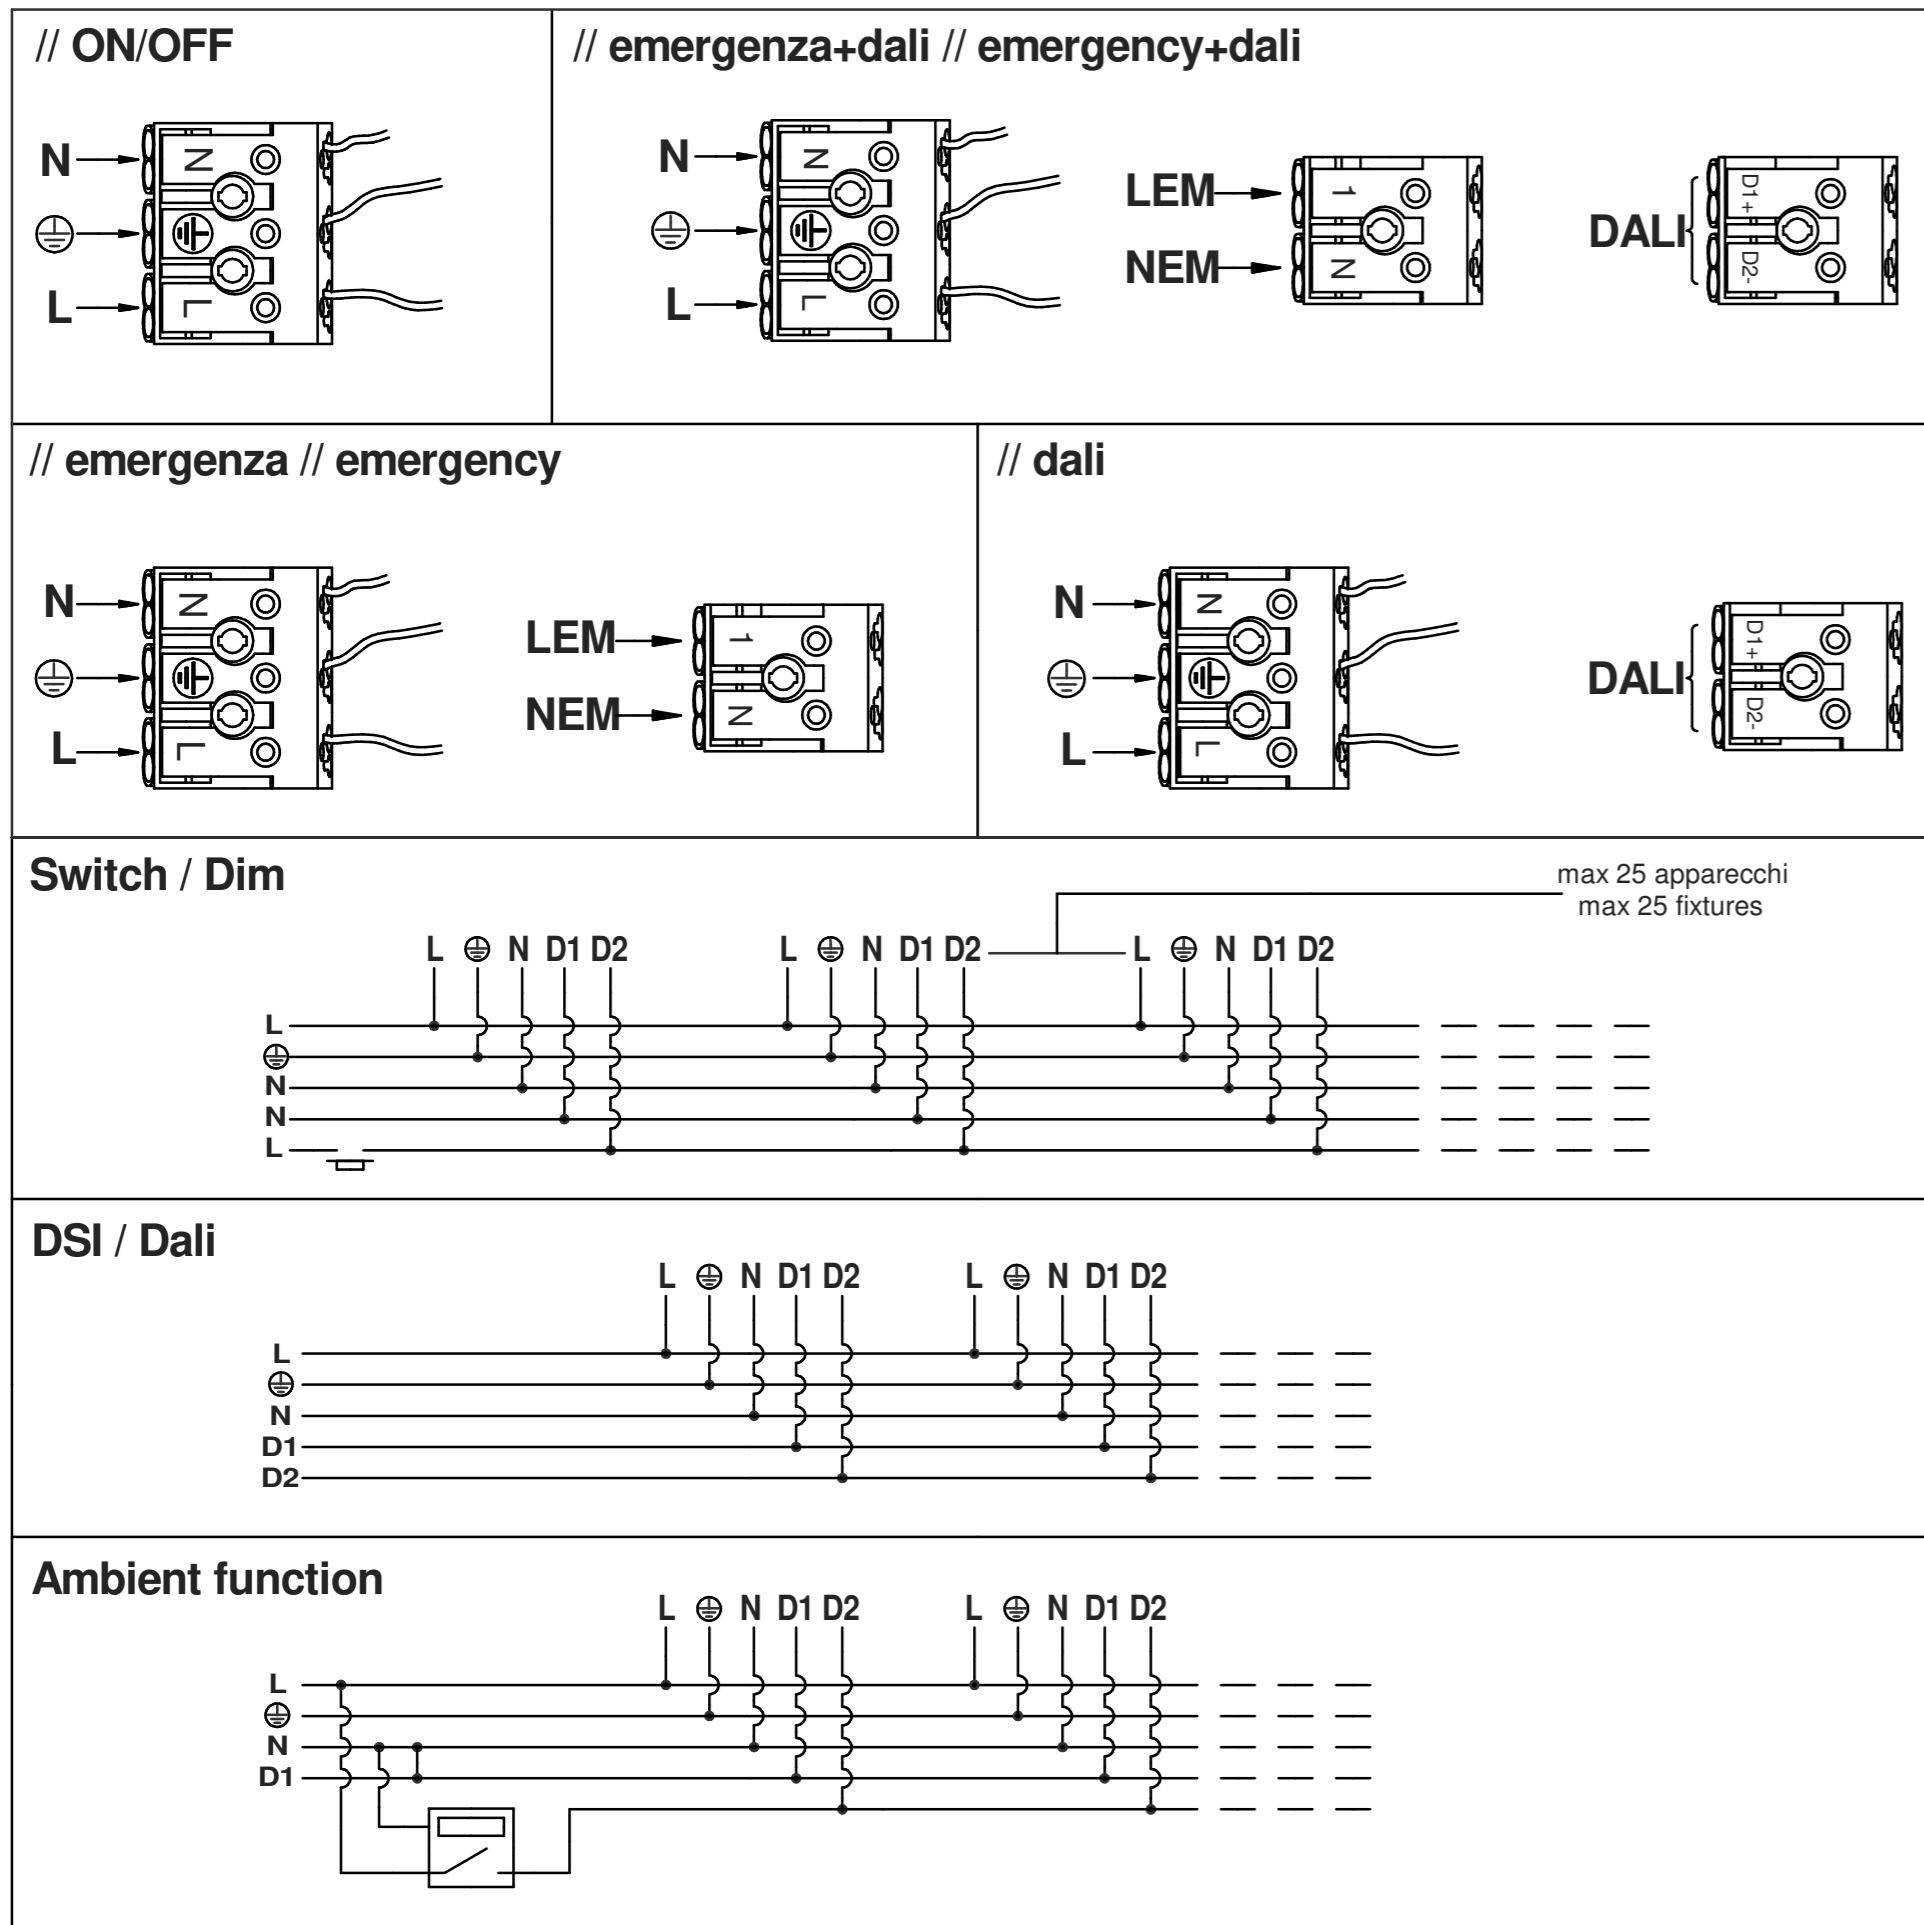 // ON/OFF
N
N
L
L
// emergenza+dali // emergency+dali
N
N
L
L
LEM
1
NEM
N
DALI
D1 +
D2-
// emergenza // emergency
N
N
L
L
LEM
1
NEM
N
// dali
N
N
L
L
DALI
D1 +
D2-
Switch / Dim
max 25 apparecchi
max 25 fixtures
L N D1 D2 L N D1 D2 L N D1 D2
L
N
N
L
DSI / Dali
L N D1 D2 L N D1 D2
L
N
D1
D2
Ambient function
L N D1 D2 L N D1 D2
L
N
D1